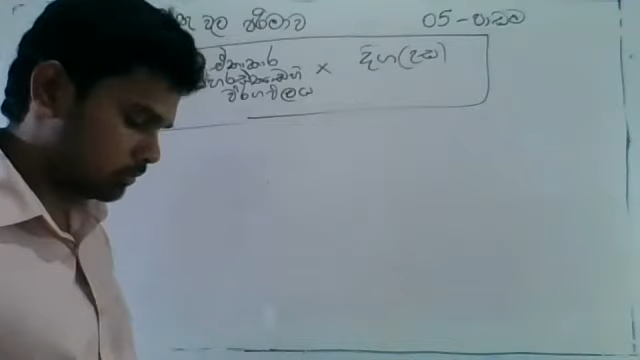 වල පරිමාව 05 - පාඩම
ඒකාකාර
හරස්කඩෙහි × දිග(උස)
වර්ගඵලය